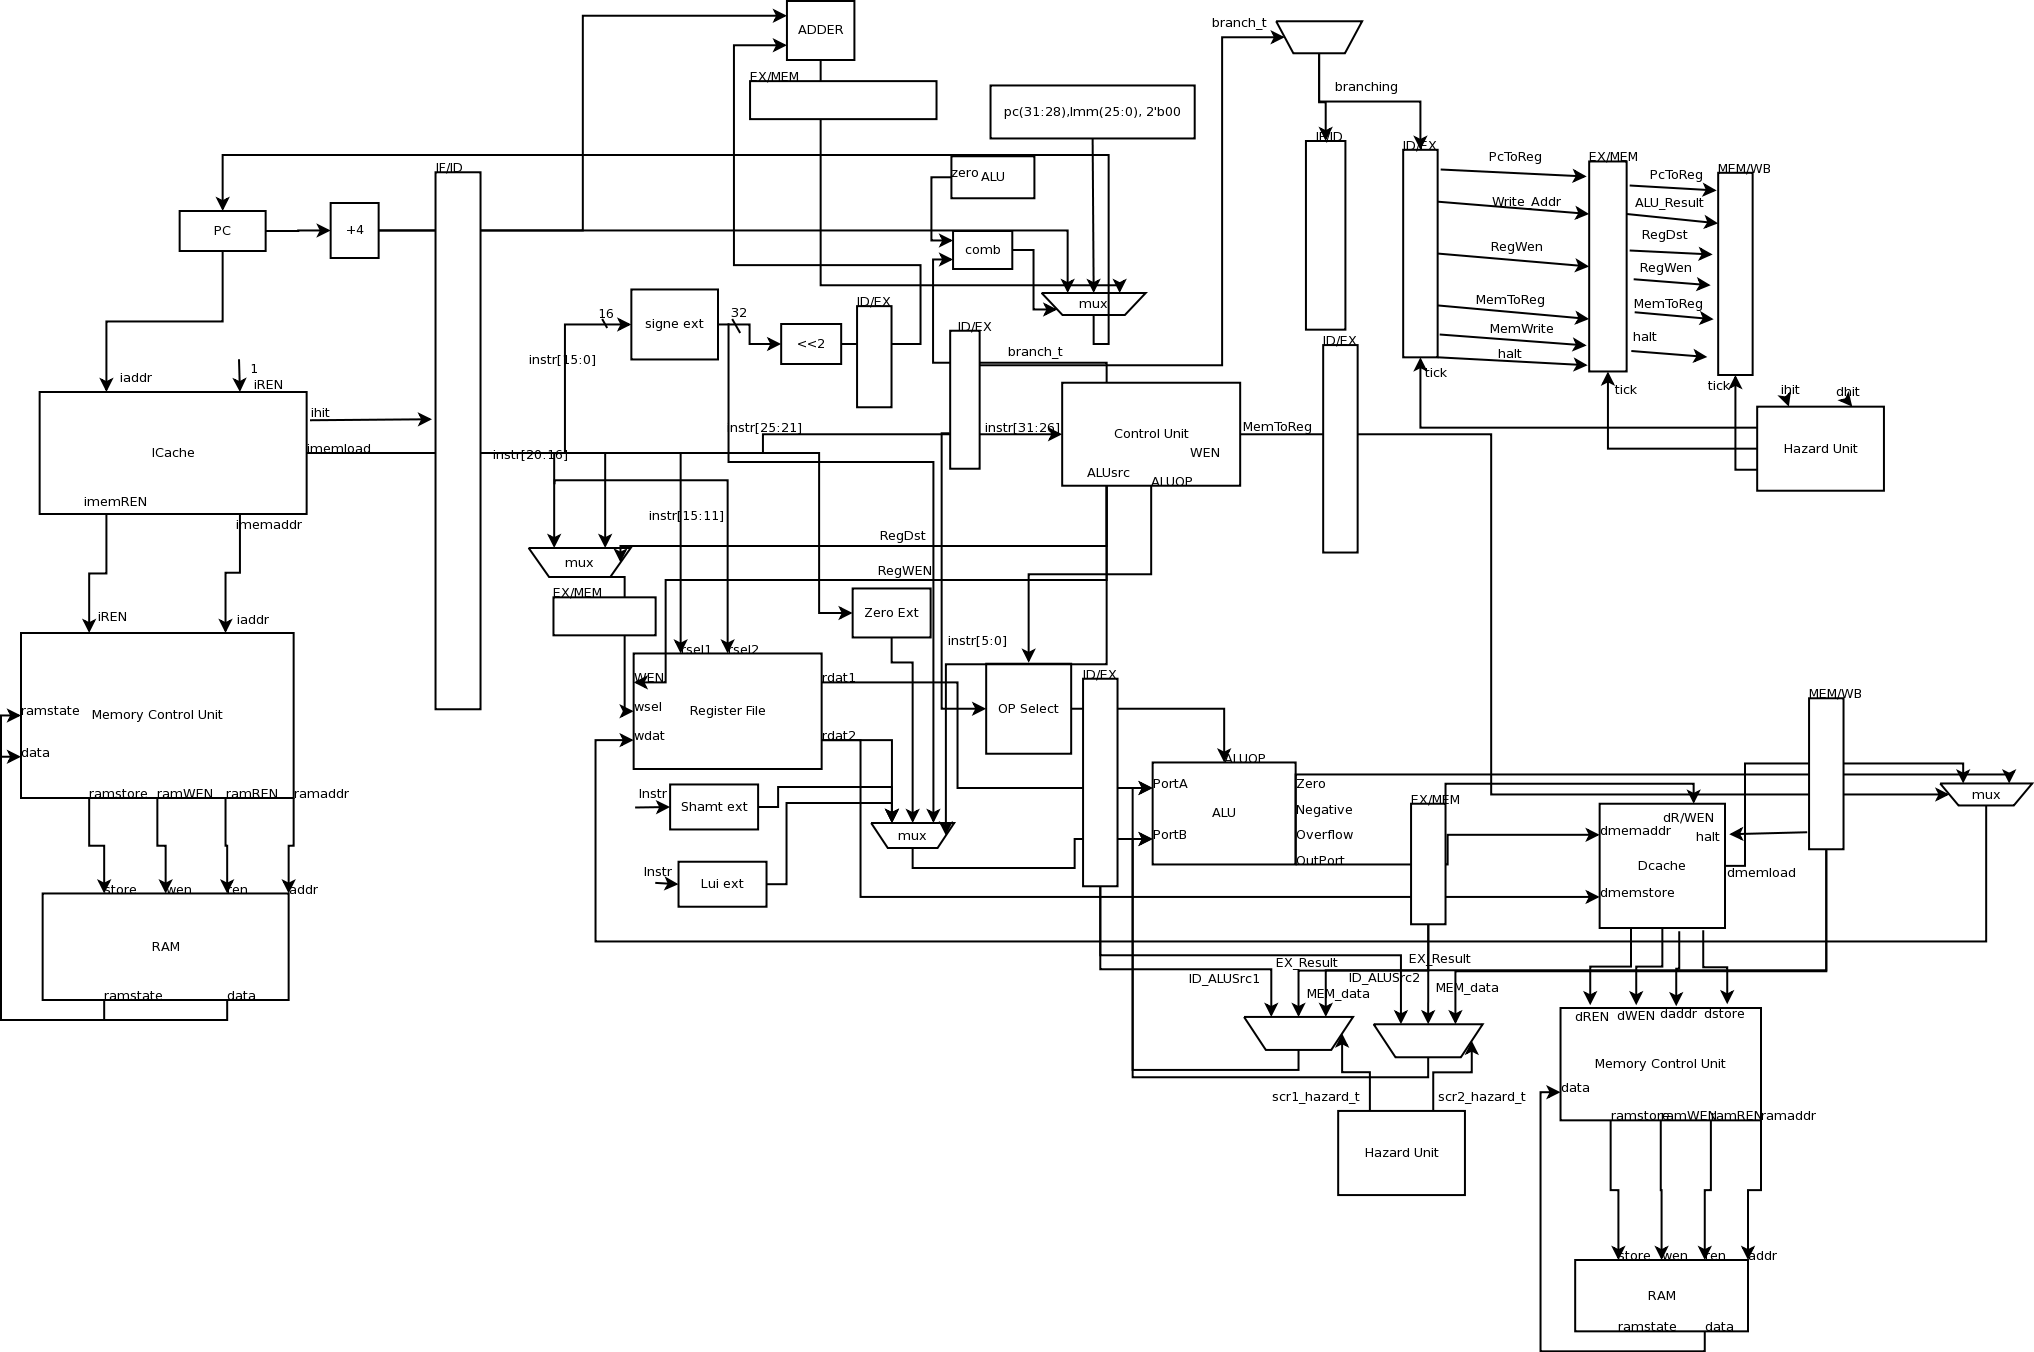 ADDER
branch_t
EX/MEM
branching
pc(31:28),Imm(25:0), 2'b00
IF/ID
ID/EX
PcToReg
EX/MEM
MEM/WB
IF/ID
zero
ALU
PcToReg
Write_Addr
ALU_Result
PC
+4
comb
RegWen
RegDst
RegWen
ID/EX
mux
MemToReg
MemToReg
16
32
signe ext
<<2
ID/EX
MemWrite
halt
ID/EX
branch_t
halt
instr[15:0]
1
iaddr
iREN
tick
tick
tick
ihit
dhit
ihit
instr[25:21]
instr[31:26]
Control Unit
MemToReg
imemload
ICache
instr[20:16]
WEN
Hazard Unit
ALUsrc
ALUOP
imemREN
imemaddr
instr[15:11]
RegDst
mux
RegWEN
EX/MEM
Zero Ext
iREN
iaddr
instr[5:0]
rsel1
rsel2
WEN
rdat1
ID/EX
MEM/WB
ramstate
Memory Control Unit
wsel
Register File
OP Select
wdat
rdat2
data
ALUOP
PortA
Zero
ramstore
ramWEN
ramREN
ramaddr
Instr
Shamt ext
EX/MEM
mux
Negative
ALU
dR/WEN
mux
PortB
Overflow
dmemaddr
halt
OutPort
Dcache
Instr
Lui ext
dmemload
store
wen
ren
addr
dmemstore
RAM
EX_Result
EX_Result
ID_ALUSrc1
ID_ALUSrc2
MEM_data
MEM_data
ramstate
data
dREN
dWEN
daddr
dstore
Memory Control Unit
data
scr1_hazard_t
scr2_hazard_t
ramstore
ramWEN
ramREN
ramaddr
Hazard Unit
store
wen
ren
addr
RAM
ramstate
data